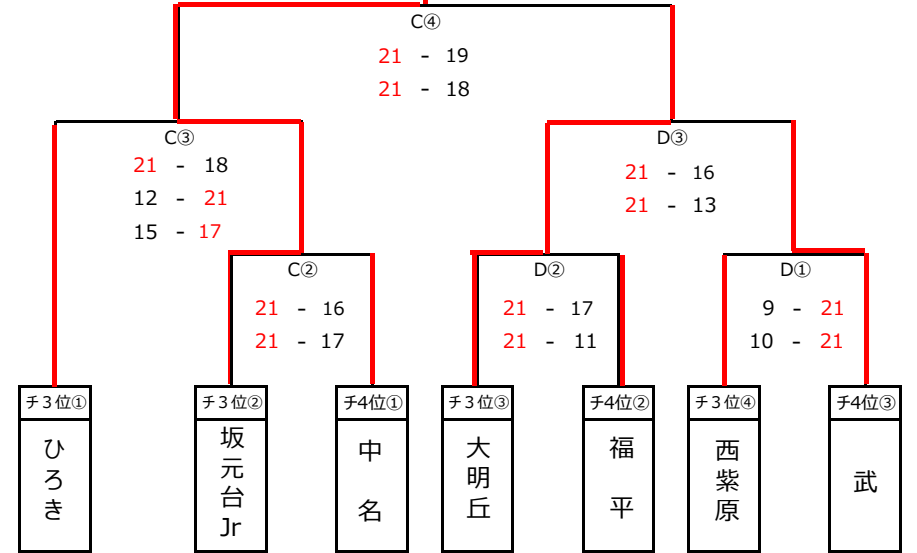 C④
21 - 19
21 - 18
C③
21 - 18
12 - 21
15 - 17
D③
21 - 16
21 - 13
C②
21 - 16
21 - 17
D②
21 - 17
21 - 11
D①
9 - 21
10 - 21
チ３位①
チ３位②
チ4位①
チ３位③
チ4位②
チ３位④
チ4位③
ひろき
坂元台Jr
中名
大明丘
福平
西紫原
武